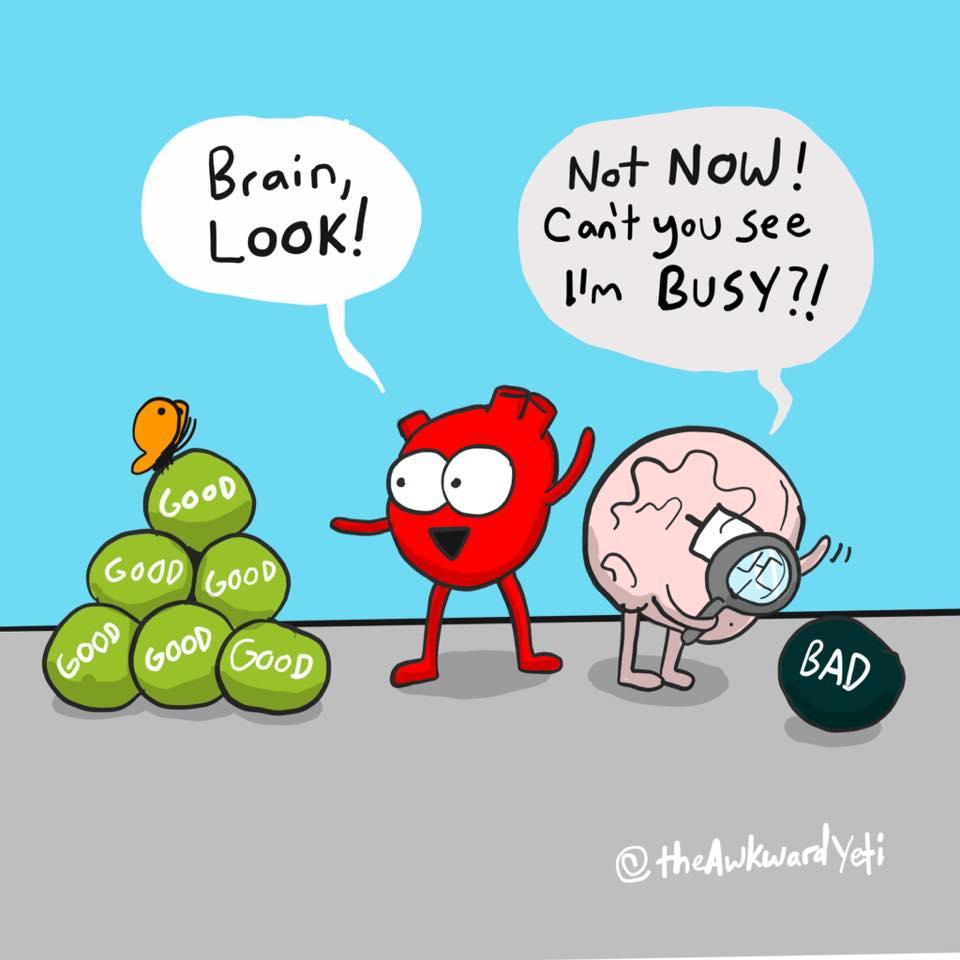 Brain,
LOOK!
Not NOW!
Can't you see
I'm BUSY?!
GOOD
GOOD
GOOD
GOOD
GOOD
GOOD
BAD
@theAwkwardYeti